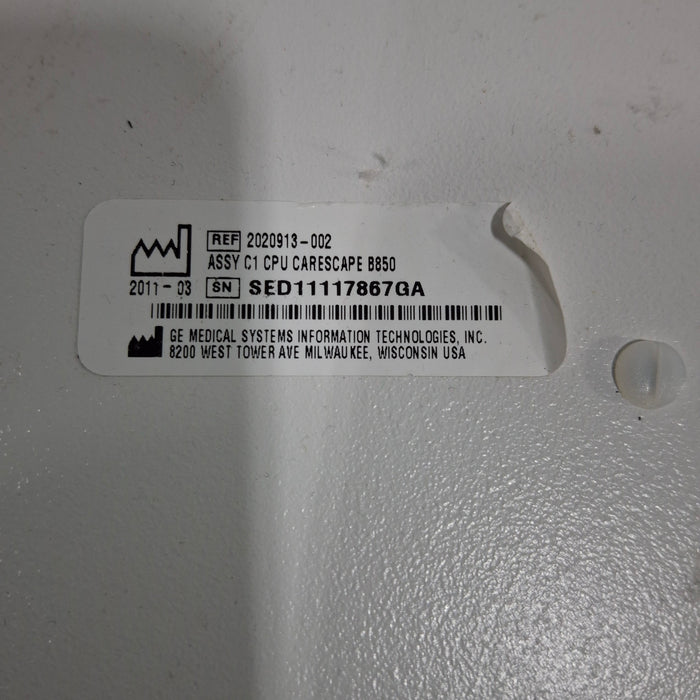 REF 2020913-002
ASSY C1 CPU CARESCAPE B850
2011-03 SN SED11117867GA
GE MEDICAL SYSTEMS INFORMATION TECHNOLOGIES, INC.
8200 WEST TOWER AVE MILWAUKEE, WISCONSIN USA